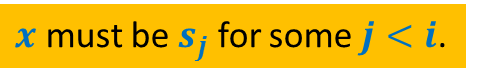 x must be sⱼ for some j < i.